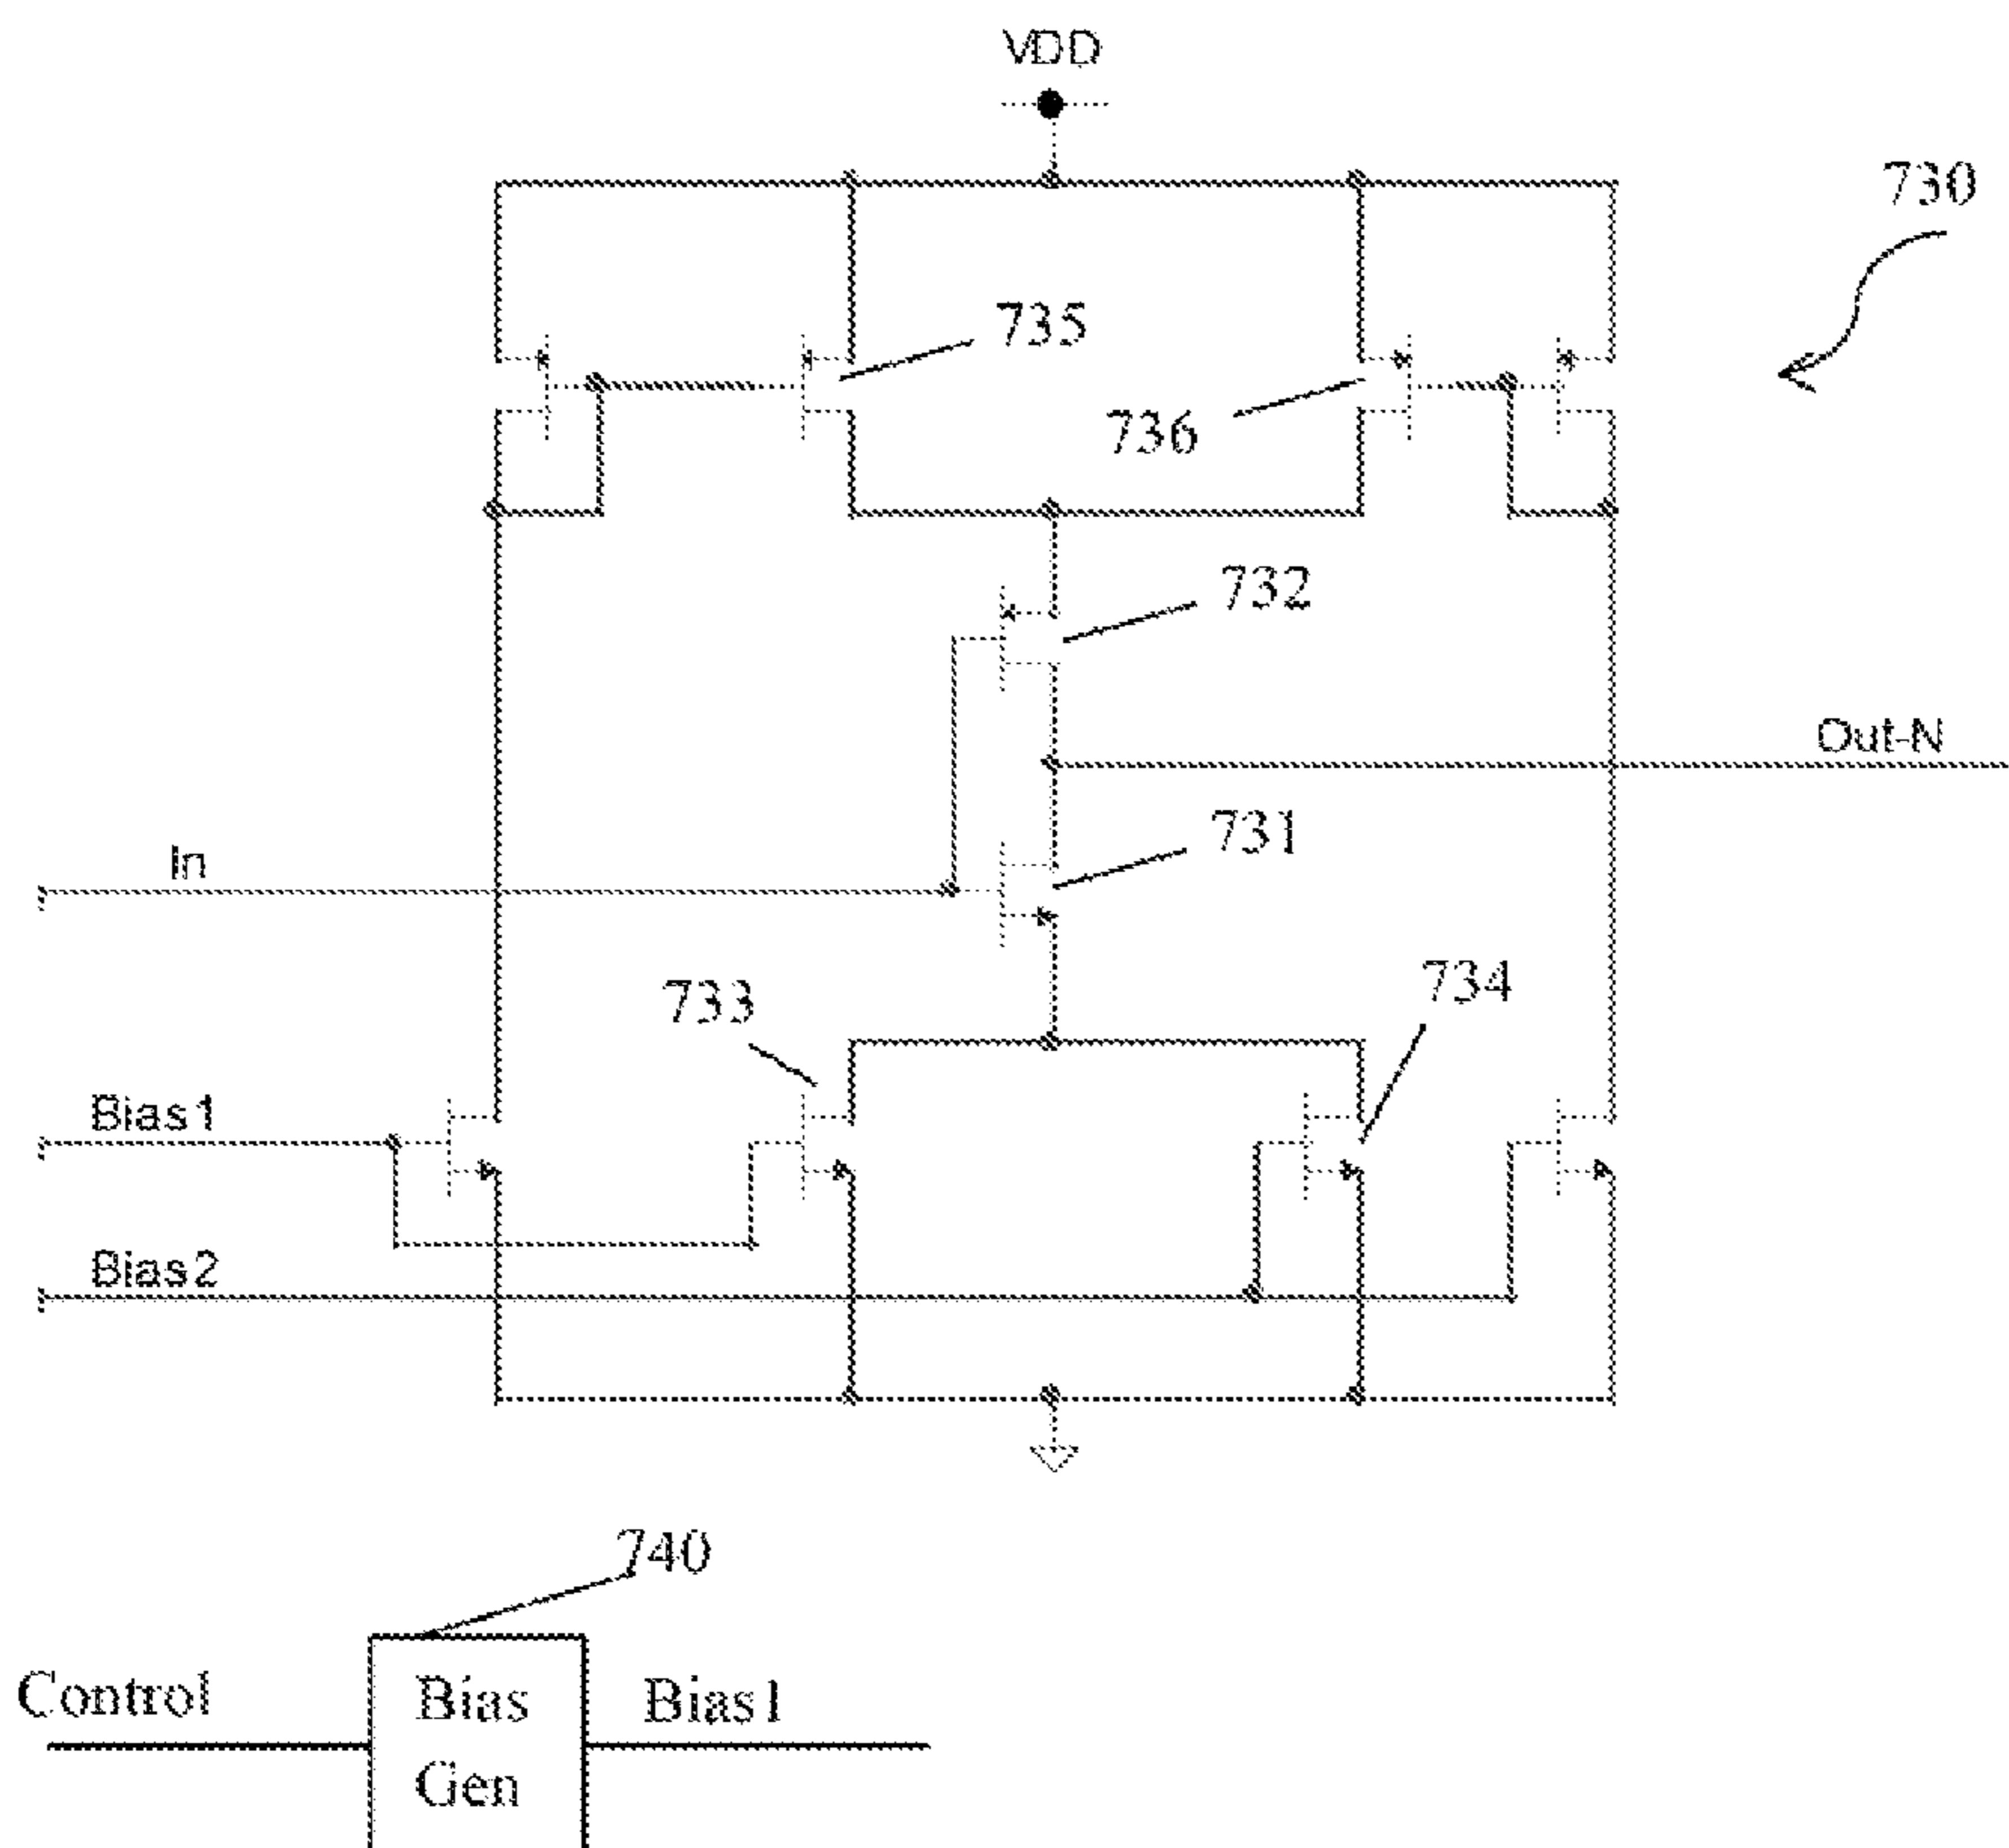 VDD
730
735
736
732
Out-N
731
In
734
733
Bias1
Bias2
740
Control
Bias
Gen
Bias1